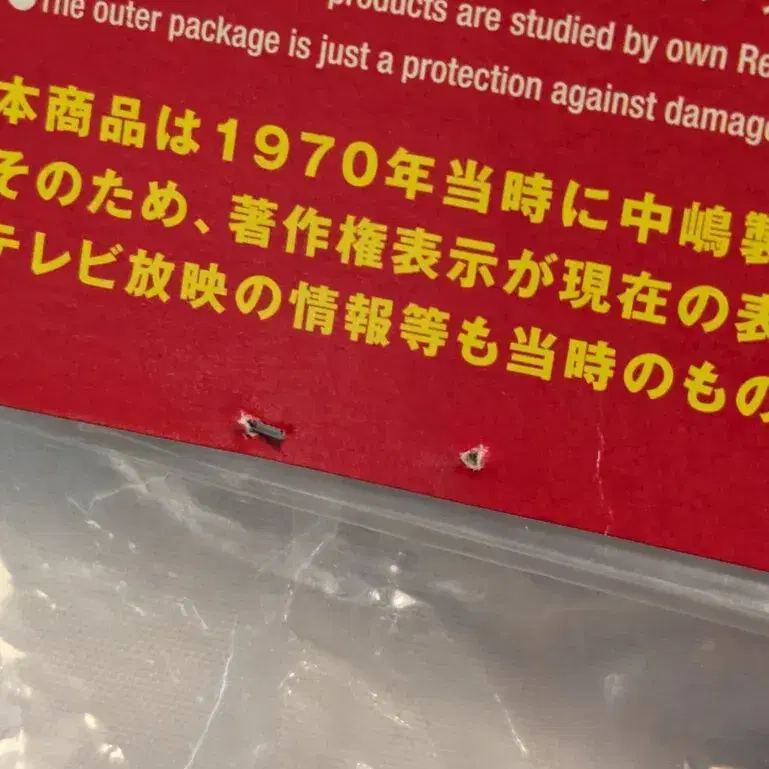 products are studied by own Re
●The outer package is just a protection against damage
本商品は1970年当時に中嶋製
そのため、著作権表示が現在の表
テレビ放映の情報等も当時のもの